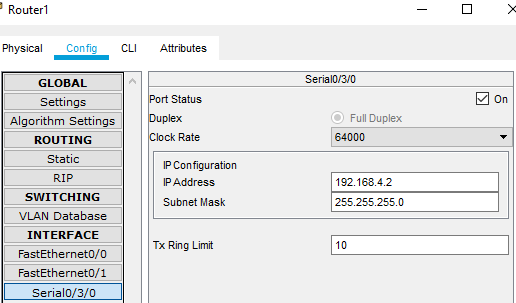 Router1
Physical Config CLI Attributes
GLOBAL
Settings
Algorithm Settings
ROUTING
Static
RIP
SWITCHING
VLAN Database
INTERFACE
FastEthernet0/0
FastEthernet0/1
Serial0/3/0
Serial0/3/0
Port Status On
Duplex Full Duplex
Clock Rate 64000
IP Configuration
IP Address 192.168.4.2
Subnet Mask 255.255.255.0
Tx Ring Limit 10